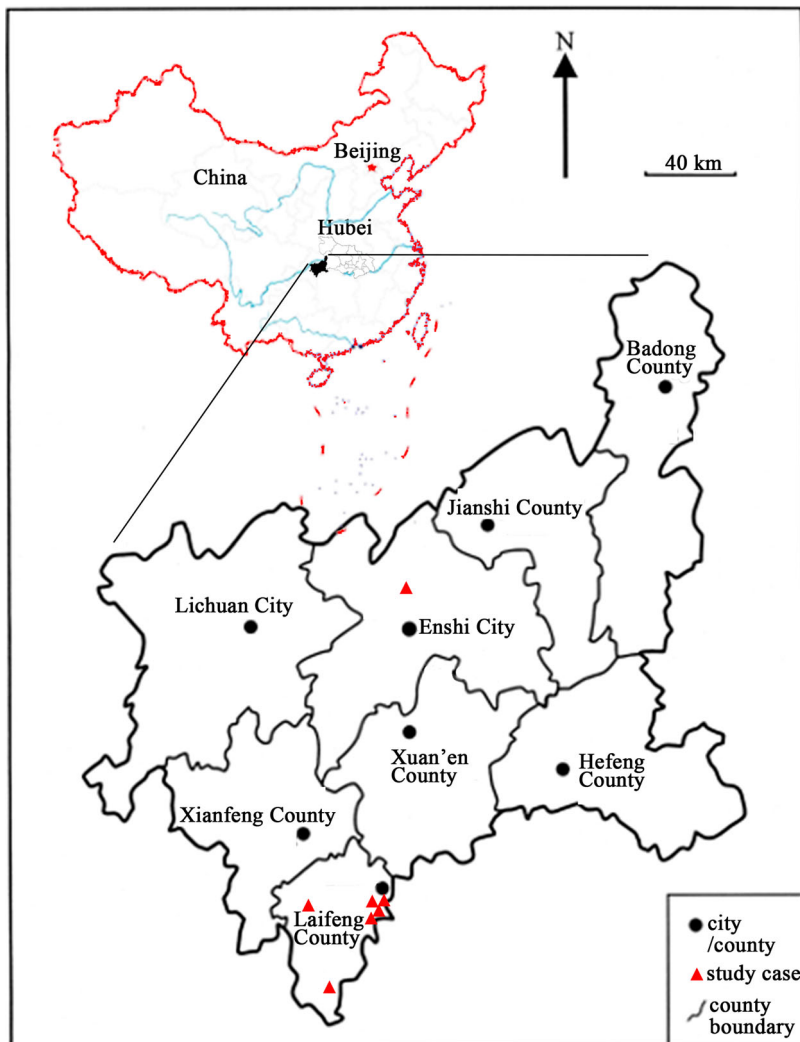 N
Beijing
40 km
China
Hubei
Badong
County
Jianshi County
Lichuan City
Enshi City
Xuan'en
County
Hefeng
County
Xianfeng County
Laifeng
County
city
/county
study case
county
boundary